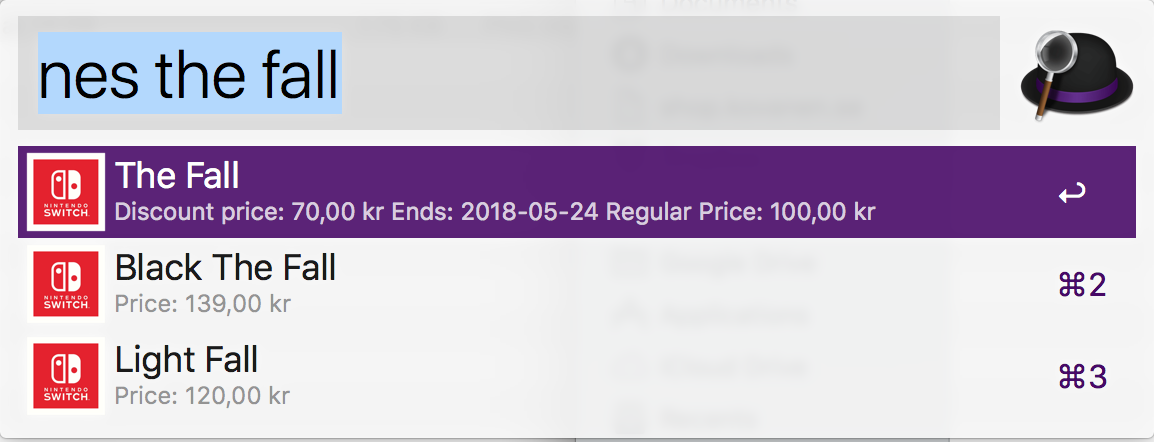 nes the fall
NINTENDO
SWITCH
The Fall
Discount price: 70,00 kr Ends: 2018-05-24 Regular Price: 100,00 kr
NINTENDO
SWITCH
Black The Fall
Price: 139,00 kr
⌘2
NINTENDO
SWITCH
Light Fall
Price: 120,00 kr
⌘3